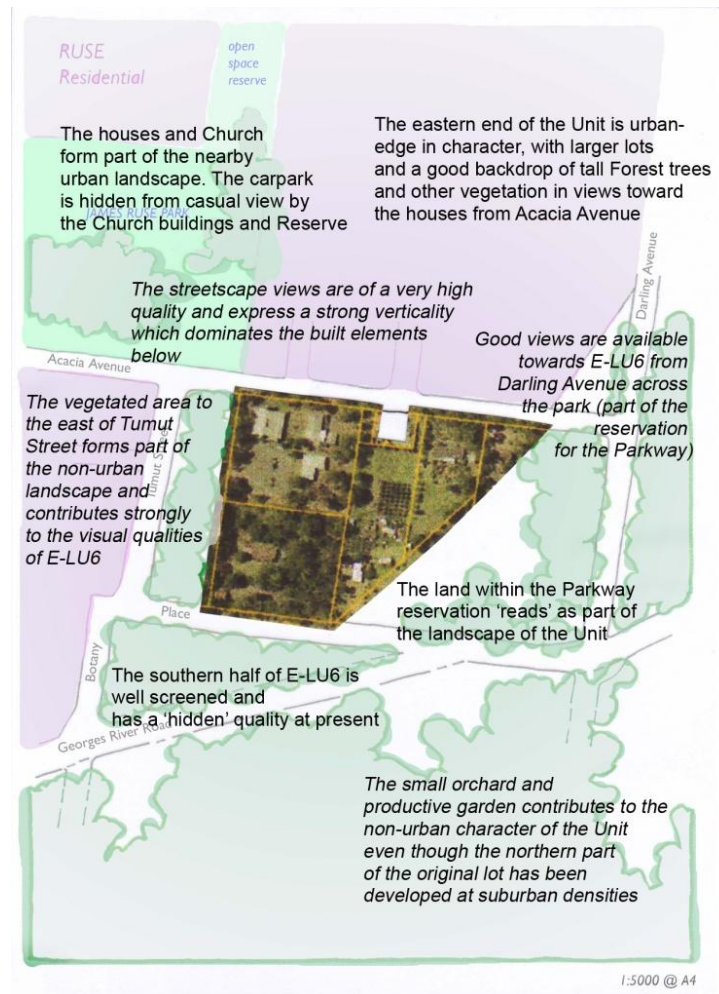 RUSE
Residential
open
space
reserve
The houses and Church
form part of the nearby
urban landscape. The carpark
is hidden from casual view by
the Church buildings and Reserve
JAMES RUSE PARK
The eastern end of the Unit is urban-
edge in character, with larger lots
and a good backdrop of tall Forest trees
and other vegetation in views toward
the houses from Acacia Avenue
Darling Avenue
The streetscape views are of a very high
quality and express a strong verticality
which dominates the built elements
below
Good views are available
towards E-LU6 from
Darling Avenue across
the park (part of the
reservation
for the Parkway)
Acacia Avenue
The vegetated area to
the east of Tumut
Street forms part of
the non-urban
landscape and
contributes strongly
to the visual qualities
of E-LU6
Tumut Street
The land within the Parkway
reservation ‘reads’ as part of
the landscape of the Unit
Place
Botany
The southern half of E-LU6 is
well screened and
has a ‘hidden’ quality at present
Georges River Road
The small orchard and
productive garden contributes to the
non-urban character of the Unit
even though the northern part
of the original lot has been
developed at suburban densities
1:5000 @ A4